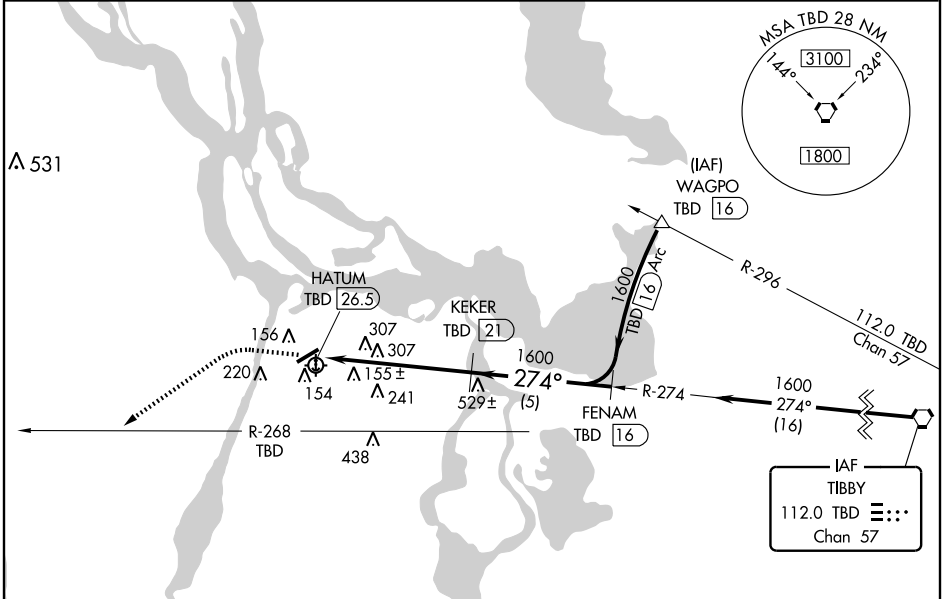 MSA TBD 28 NM
144°
3100
234°
1800
531
(IAF)
WAGPO
TBD 16
R-296
112.0 TBD
Chan 57
1600
TBD 16 Arc
HATUM
TBD 26.5
KEKER
TBD 21
156
307
307
220
154
155 ±
241
529 ±
1600
274°
(5)
FENAM
TBD 16
R-274
1600
274°
(16)
R-268
TBD
438
IAF
TIBBY
112.0 TBD
Chan 57